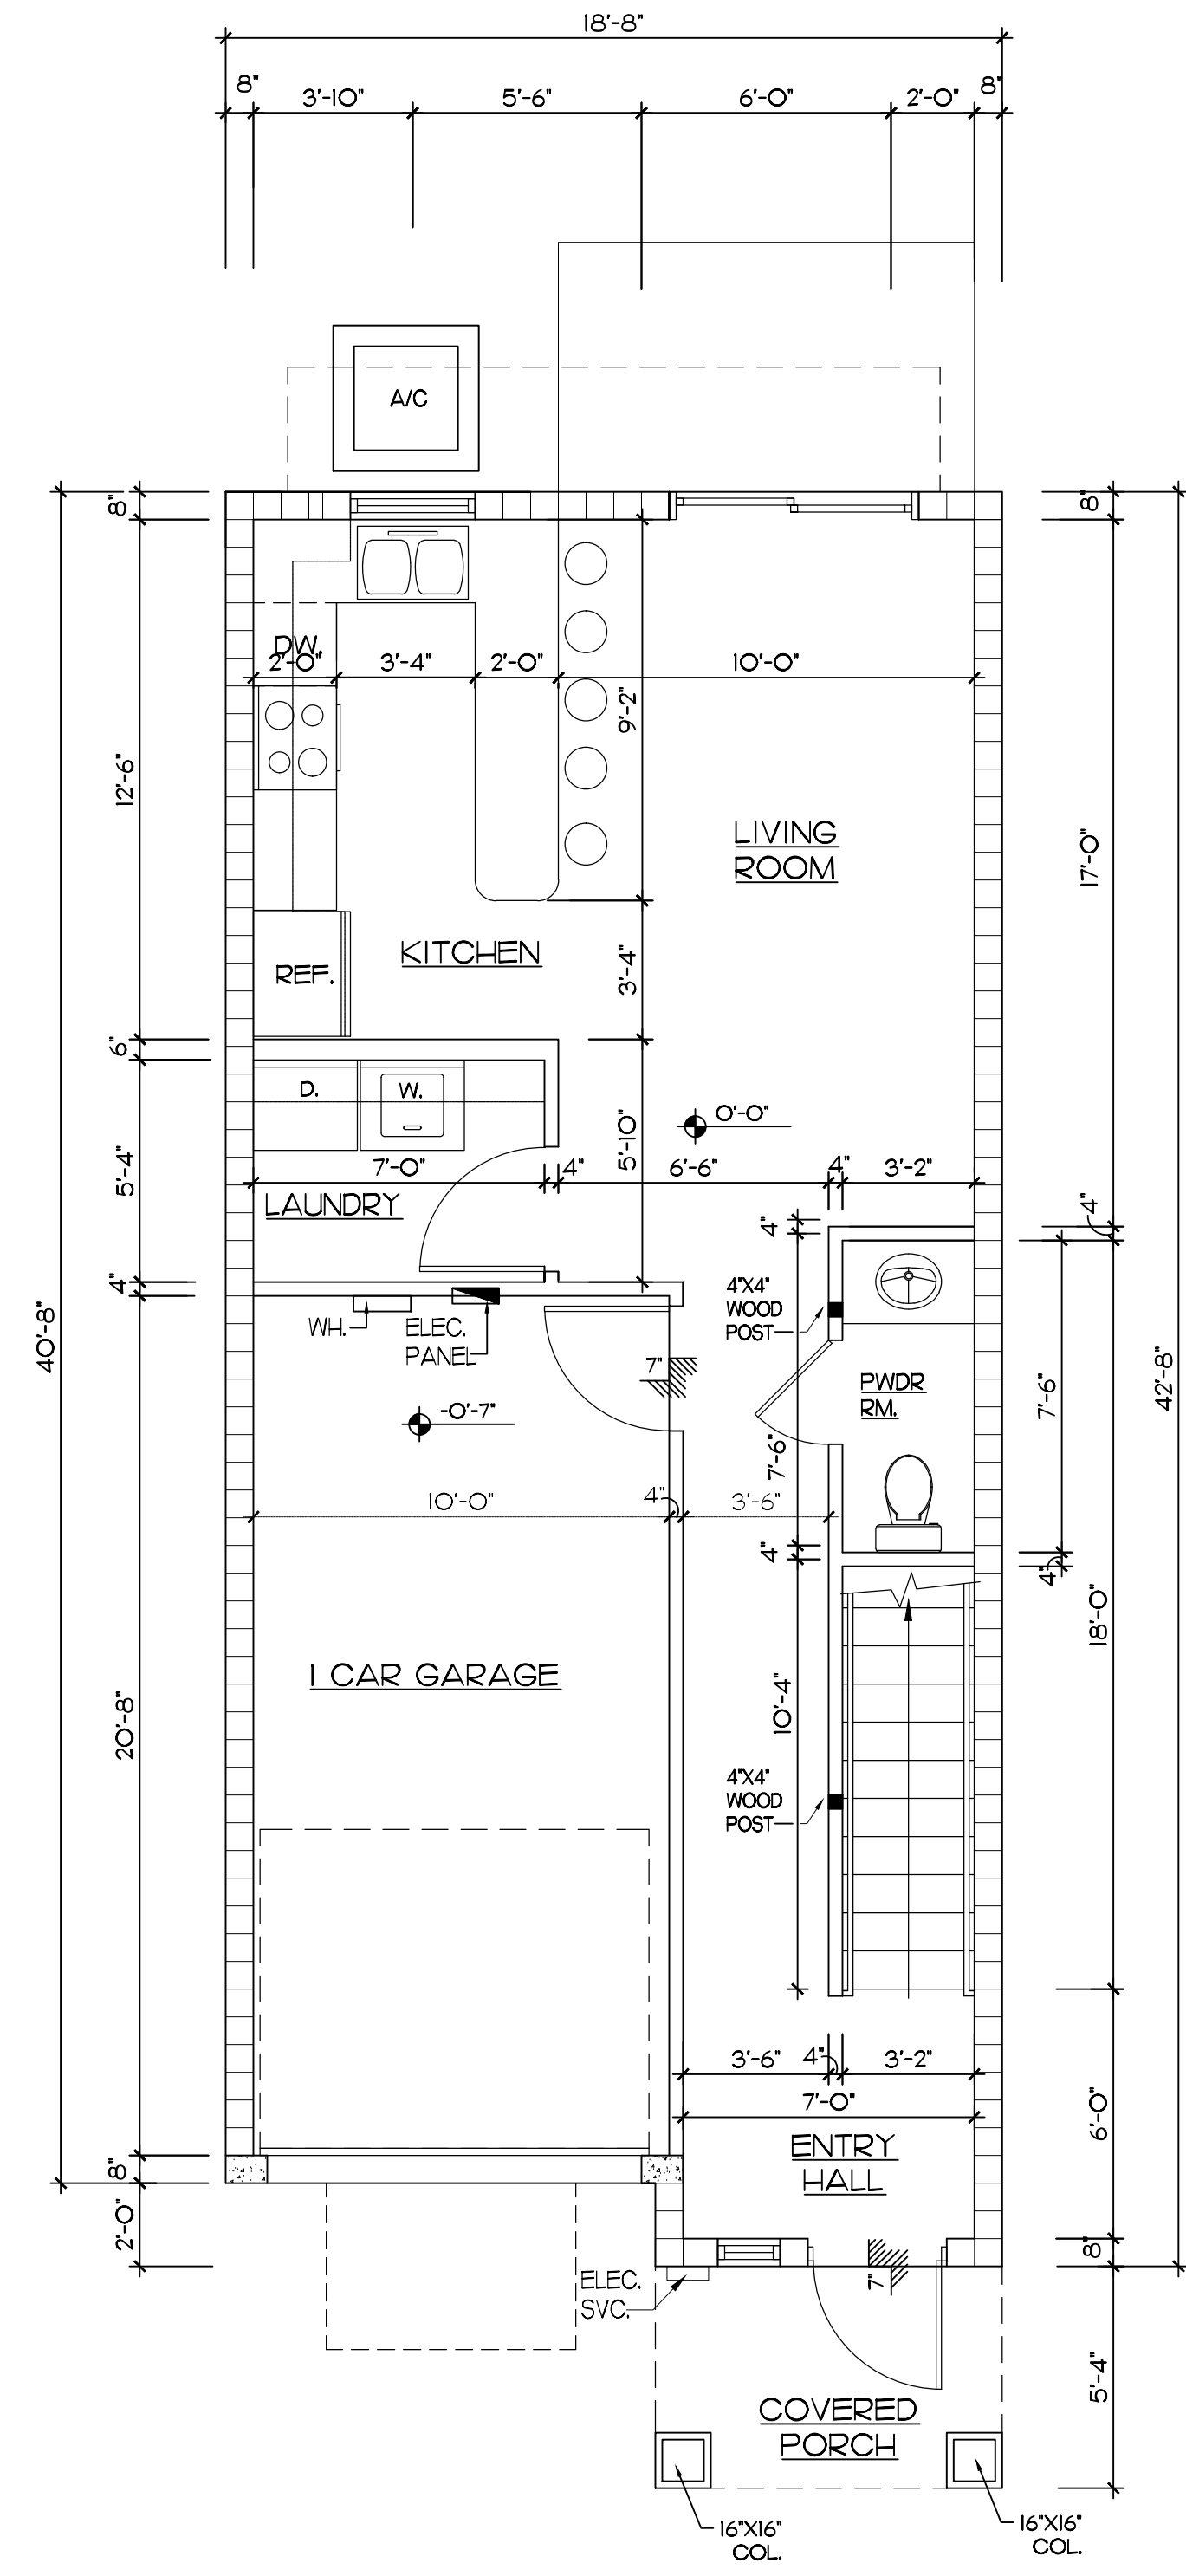 18'-8"
8" 3'-10" 5'-6" 6'-0" 2'-0" 8"
A/C
8" 8"
DW.
2'-0" 3'-4" 2'-0" 10'-0"
9'-2"
12'-6"
LIVING
ROOM
17'-0"
KITCHEN
REF.
3'-4"
6"
D. W.
0'-0"
5'-10"
5'-4"
7'-0" 4" 6'-6" 4" 3'-2"
LAUNDRY
4" 4"
4"
4"X4"
WOOD
POST
WH.
ELEC.
PANEL
40'-8"
7"
PWDR
RM.
42'-8"
7'-6"
-0'-7"
7'-6"
10'-0" 4" 3'-6"
4" 4"
18'-0"
1 CAR GARAGE
10'-4"
20'-8"
4"X4"
WOOD
POST
3'-6" 4" 3'-2"
7'-0"
6'-0"
ENTRY
HALL
8"
2'-0"
8"
7"
ELEC.
SVC.
5'-4"
COVERED
PORCH
16"X16"
COL.
16"X16"
COL.